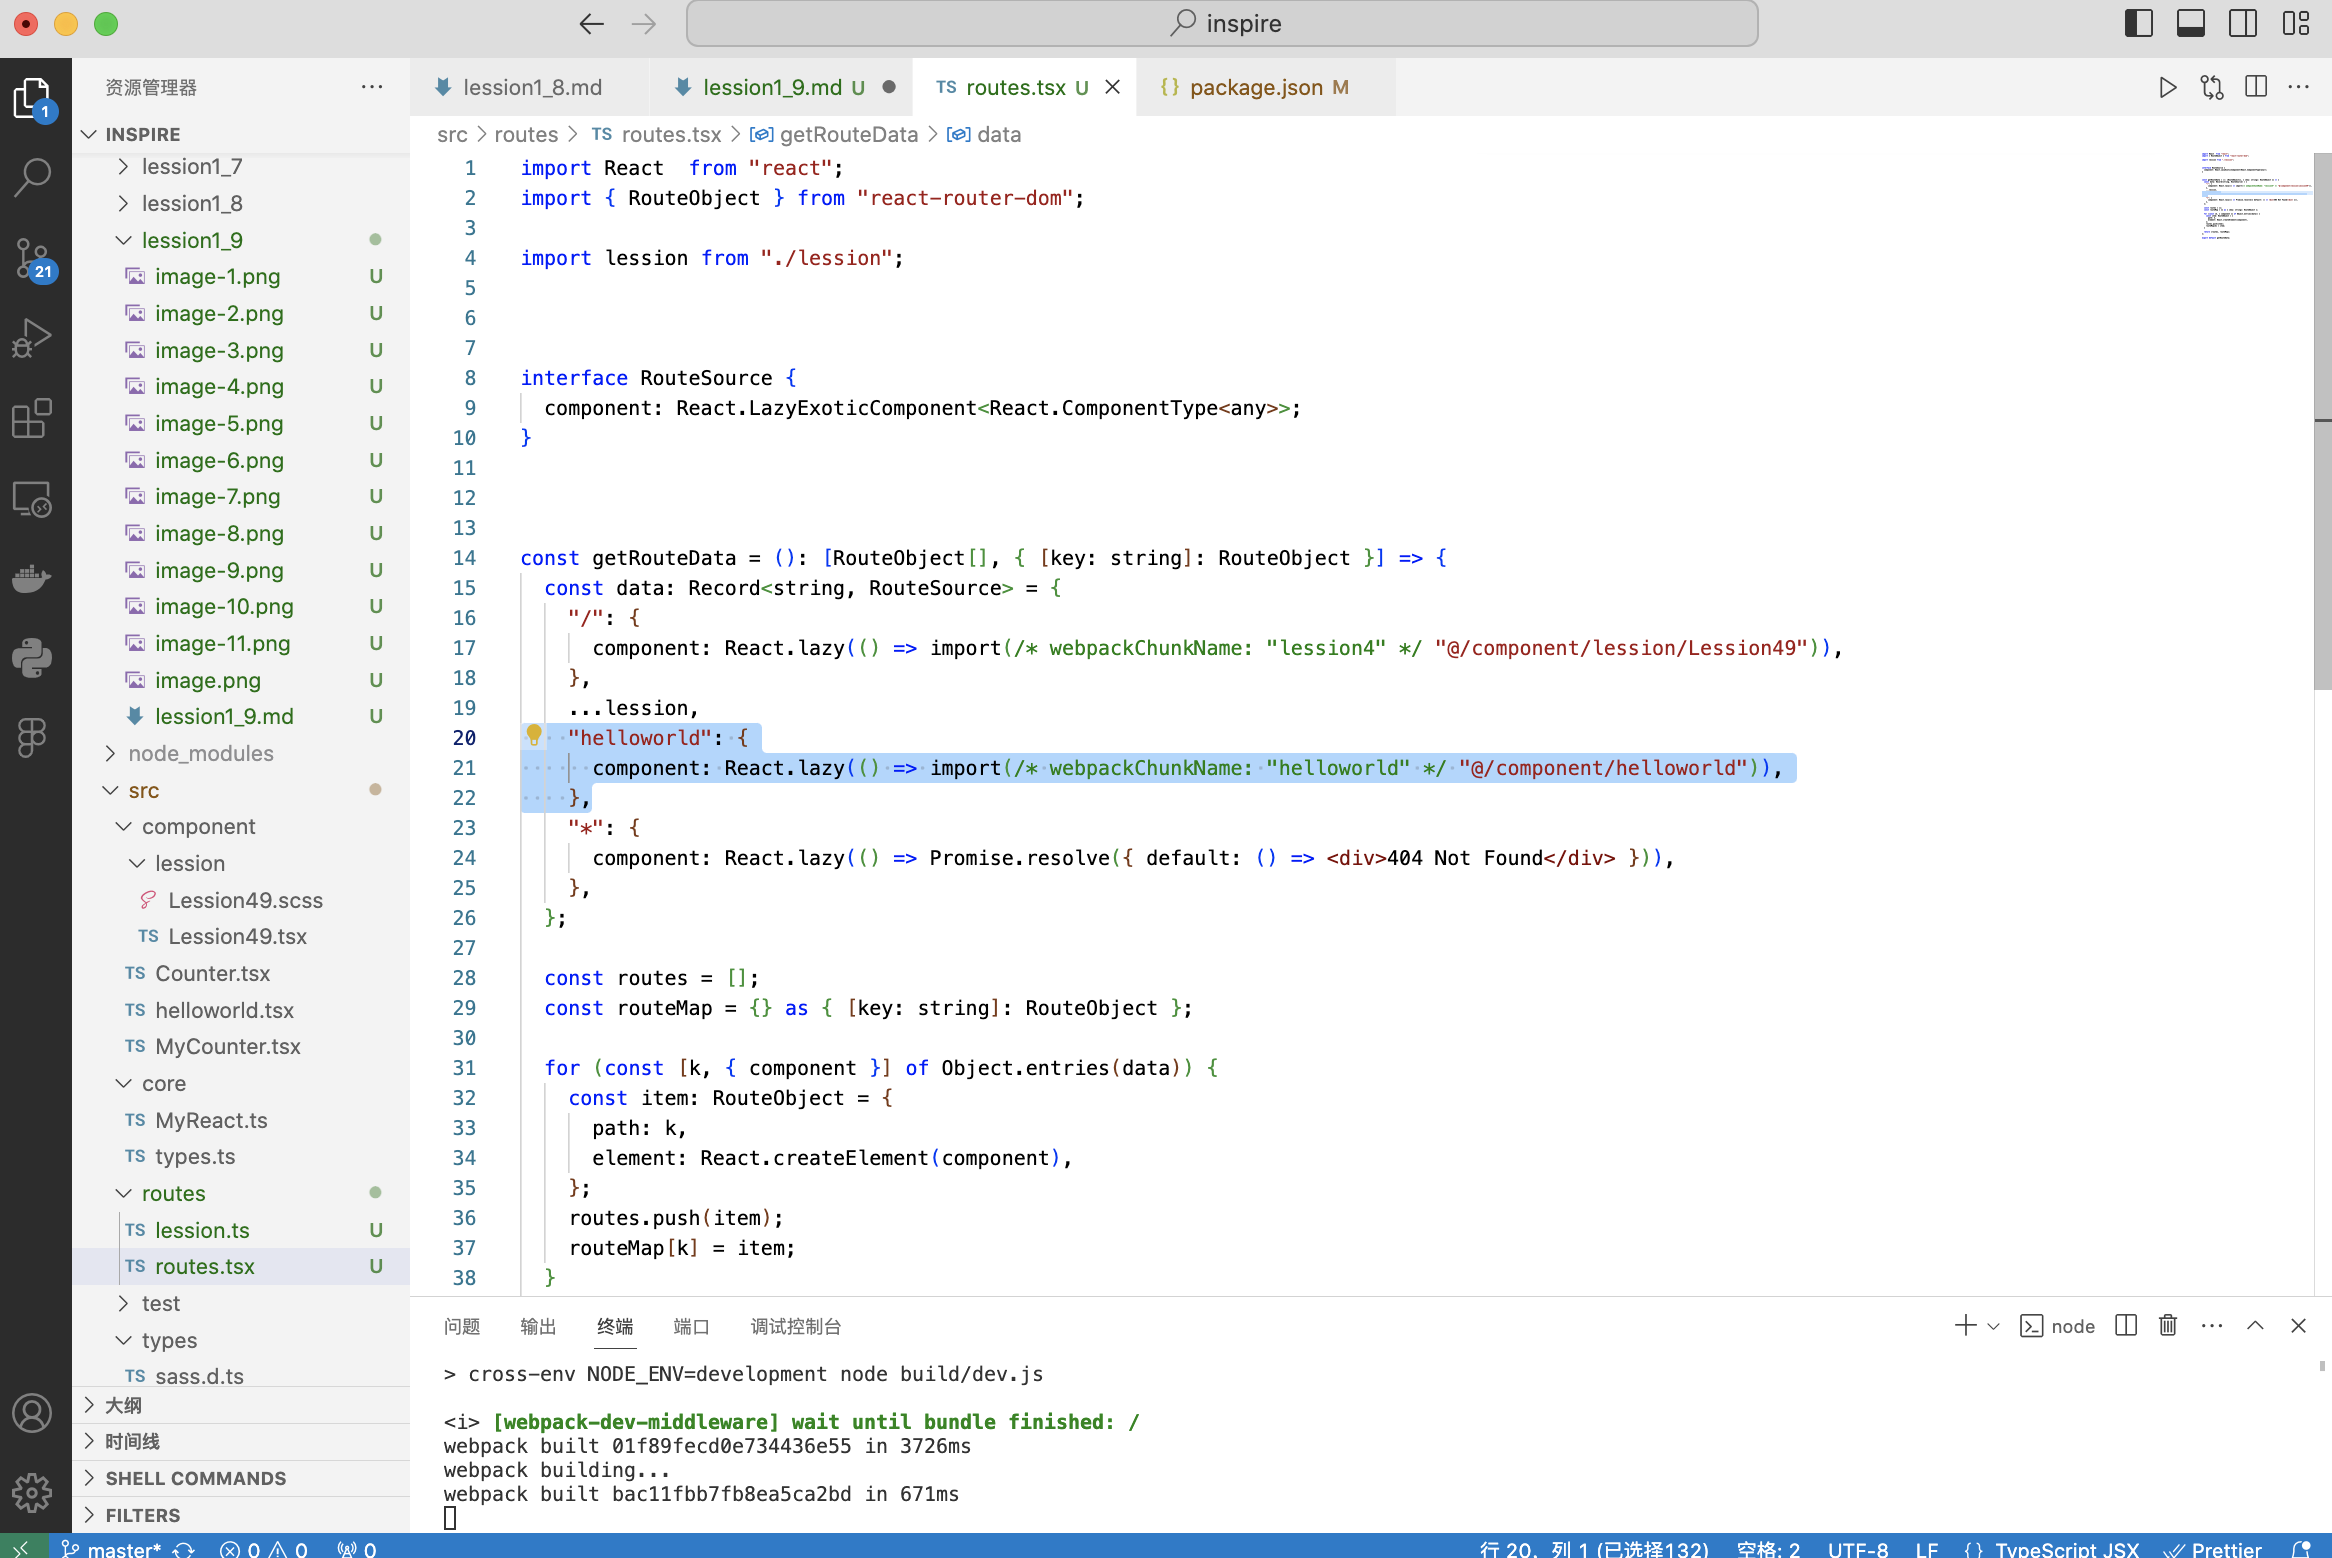 inspire
资源管理器
INSPIRE
lession1_7
lession1_8
lession1_9
image-1.png U
image-2.png U
image-3.png U
image-4.png U
image-5.png U
image-6.png U
image-7.png U
image-8.png U
image-9.png U
image-10.png U
image-11.png U
image.png U
lession1_9.md U
node_modules
src
component
lession
Lession49.scss
TS Lession49.tsx
TS Counter.tsx
TS helloworld.tsx
TS MyCounter.tsx
core
TS MyReact.ts
TS types.ts
routes
TS lession.ts U
TS routes.tsx U
test
types
TS sass.d.ts
大纲
时间线
SHELL COMMANDS
FILTERS
1
21
lession1_8.md lession1_9.md U TS routes.tsx U {} package.json M
src > routes > TS routes.tsx > getRouteData > data
1 import React  from "react";
2 import { RouteObject } from "react-router-dom";
3
4 import lession from "./lession";
5
6
7
8 interface RouteSource {
9   component: React.LazyExoticComponent<React.ComponentType<any>>;
10 }
11
12
13
14 const getRouteData = (): [RouteObject[], { [key: string]: RouteObject }] => {
15   const data: Record<string, RouteSource> = {
16     "/": {
17       component: React.lazy(() => import(/* webpackChunkName: "lession4" */ "@/component/lession/Lession49")),
18     },
19     ...lession,
20     "helloworld": {
21       component: React.lazy(() => import(/* webpackChunkName: "helloworld" */ "@/component/helloworld")),
22     },
23     "*": {
24       component: React.lazy(() => Promise.resolve({ default: () => <div>404 Not Found</div> })),
25     },
26   };
27
28   const routes = [];
29   const routeMap = {} as { [key: string]: RouteObject };
30
31   for (const [k, { component }] of Object.entries(data)) {
32     const item: RouteObject = {
33       path: k,
34       element: React.createElement(component),
35     };
36     routes.push(item);
37     routeMap[k] = item;
38   }
问题 输出 终端 端口 调试控制台
node
> cross-env NODE_ENV=development node build/dev.js
<i> [webpack-dev-middleware] wait until bundle finished: /
webpack built 01f89fecd0e734436e55 in 3726ms
webpack building...
webpack built bac11fbb7fb8ea5ca2bd in 671ms
master* 0 0 0
行 20，列 1 (已选择132) 空格: 2 UTF-8 LF {} TypeScript JSX Prettier